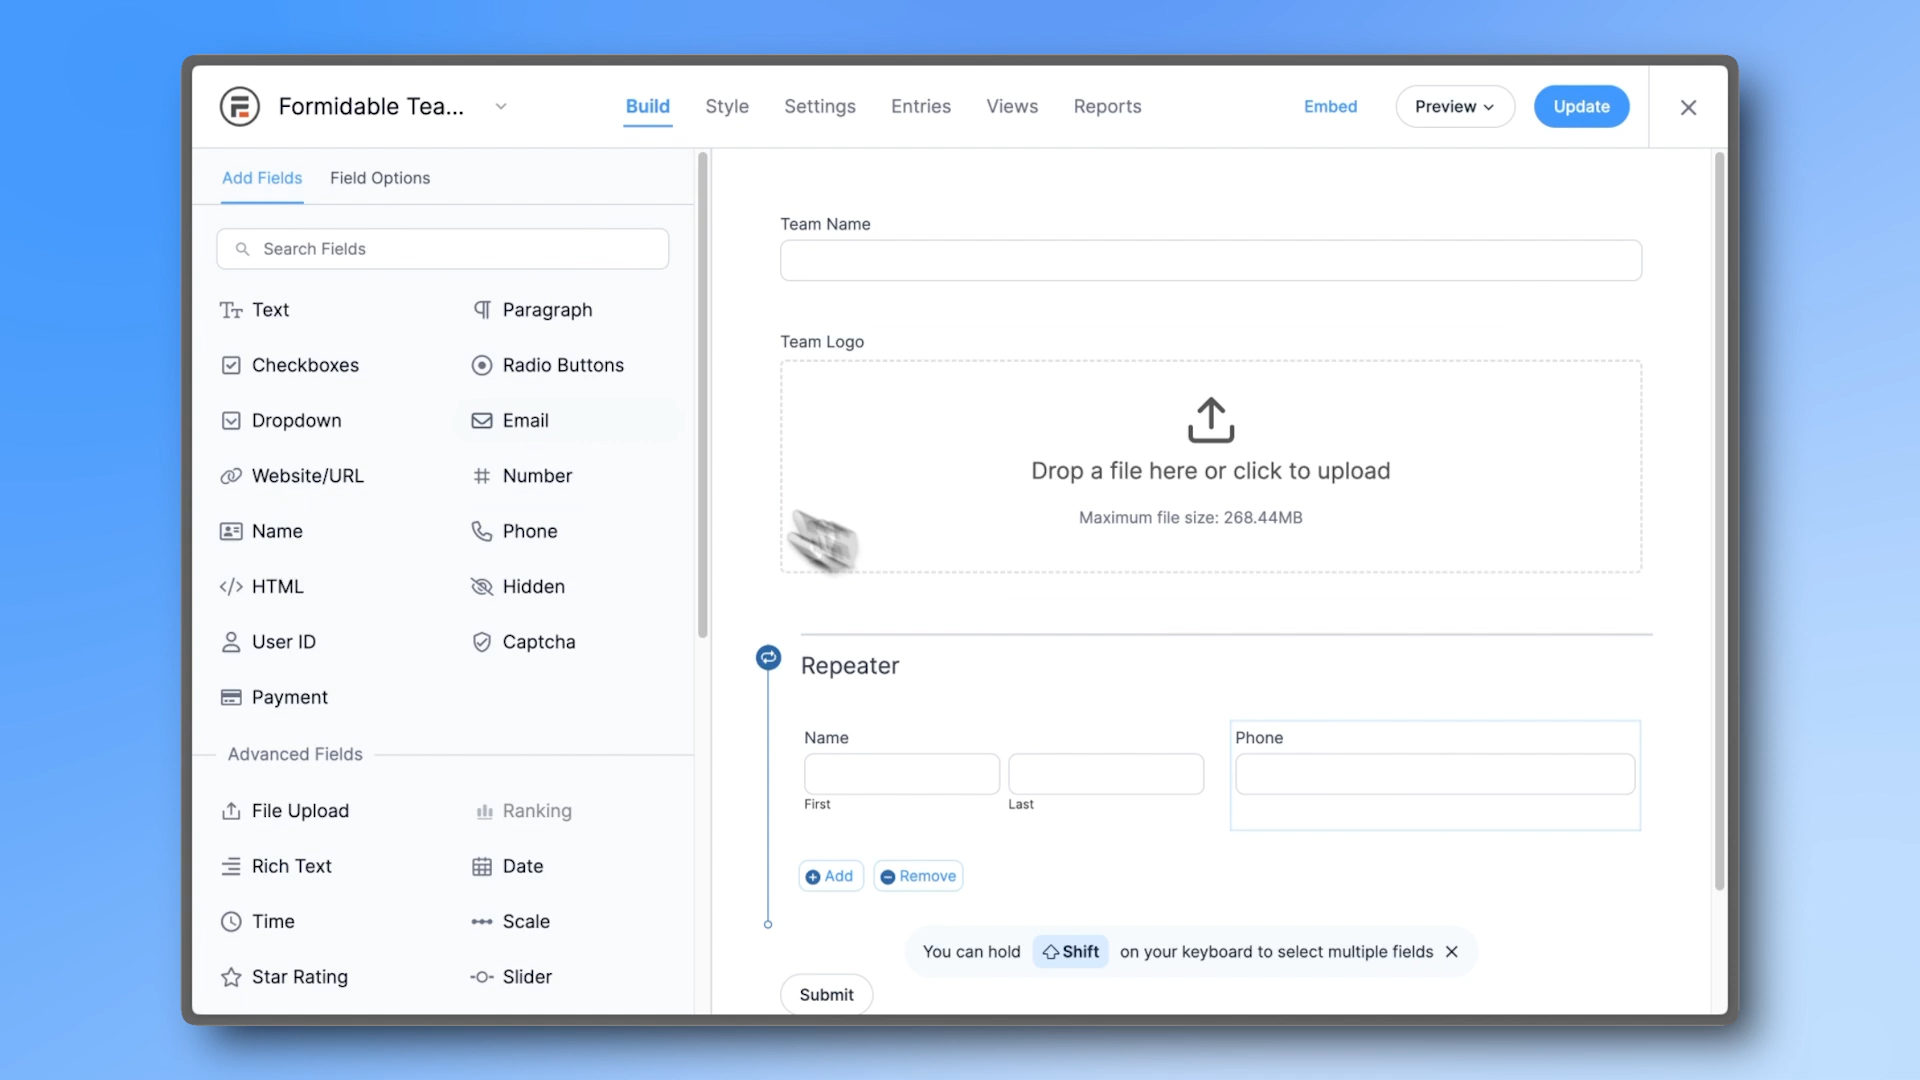 Formidable Tea...
Build
Style
Settings
Entries
Views
Reports
Embed
Preview
Update
Add Fields
Field Options
Search Fields
Text
Paragraph
Checkboxes
Radio Buttons
Dropdown
Email
Website/URL
Number
Name
Phone
HTML
Hidden
User ID
Captcha
Payment
Advanced Fields
File Upload
Ranking
Rich Text
Date
Time
Scale
Star Rating
Slider
Team Name
Team Logo
Drop a file here or click to upload
Maximum file size: 268.44MB
Repeater
Name
Phone
First
Last
Add
Remove
You can hold Shift on your keyboard to select multiple fields
Submit